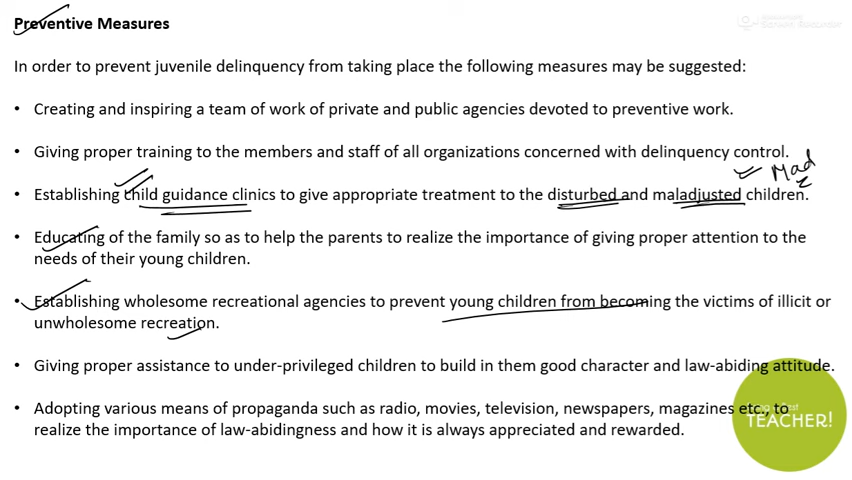 Preventive Measures
In order to prevent juvenile delinquency from taking place the following measures may be suggested:
• Creating and inspiring a team of work of private and public agencies devoted to preventive work.
• Giving proper training to the members and staff of all organizations concerned with delinquency control.
Mad
• Establishing child guidance clinics to give appropriate treatment to the disturbed and maladjusted children.
• Educating of the family so as to help the parents to realize the importance of giving proper attention to the
needs of their young children.
• Establishing wholesome recreational agencies to prevent young children from becoming the victims of illicit or
unwholesome recreation.
• Giving proper assistance to under-privileged children to build in them good character and law-abiding attitude.
• Adopting various means of propaganda such as radio, movies, television, newspapers, magazines etc., to
realize the importance of law-abidingness and how it is always appreciated and rewarded.
TEACHER!